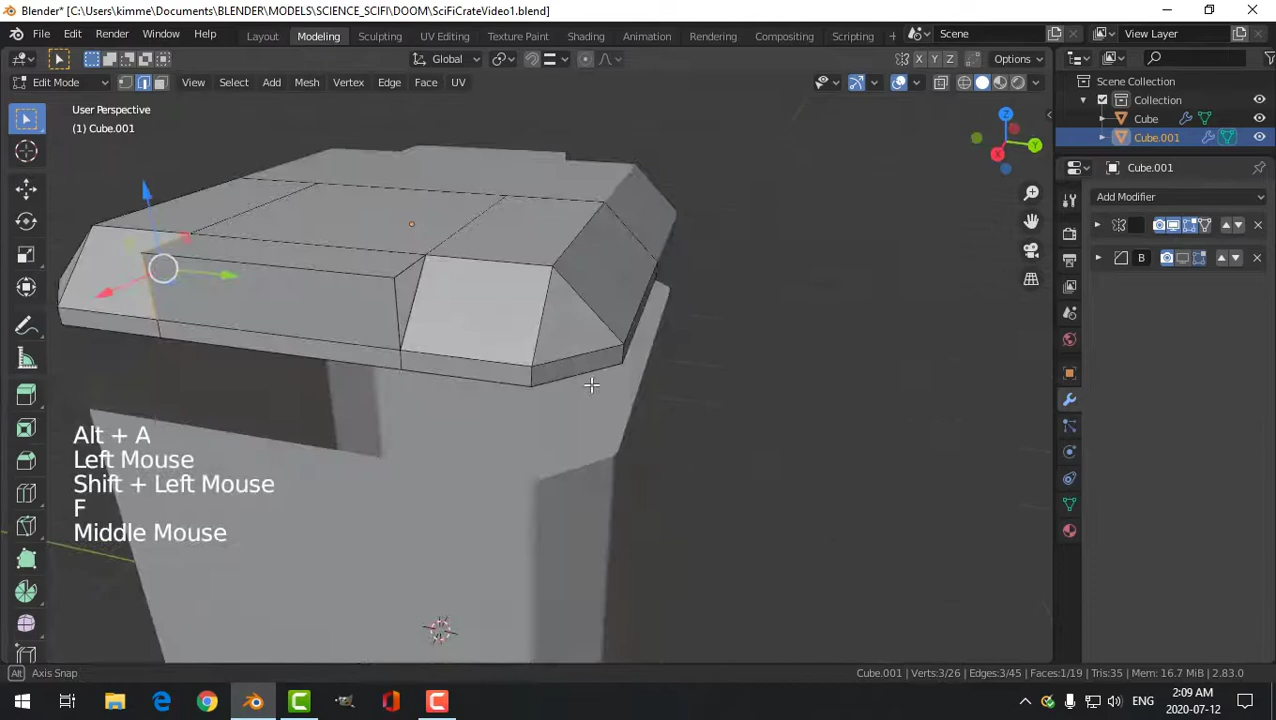 Blender* [C:\Users\kimme\Documents\BLENDER\MODELS\SCIENCE_SCIFI\DOOM\SciFiCrateVideo1.blend]
File Edit Render Window Help Layout Modeling Sculpting UV Editing Texture Paint Shading Animation Rendering Compositing Scripting + Scene View Layer
Global X Y Z Options
Edit Mode View Select Add Mesh Vertex Edge Face UV
Scene Collection
Collection
Cube
Cube.001
User Perspective
(1) Cube.001
X
Y
Z
Cube.001
Add Modifier
B
Alt + A
Left Mouse
Shift + Left Mouse
F
Middle Mouse
Alt Axis Snap
Cube.001 | Verts:3/26 | Edges:3/45 | Faces:1/19 | Tris:35 | Mem: 16.7 MiB | 2.83.0
ENG
2:09 AM
2020-07-12